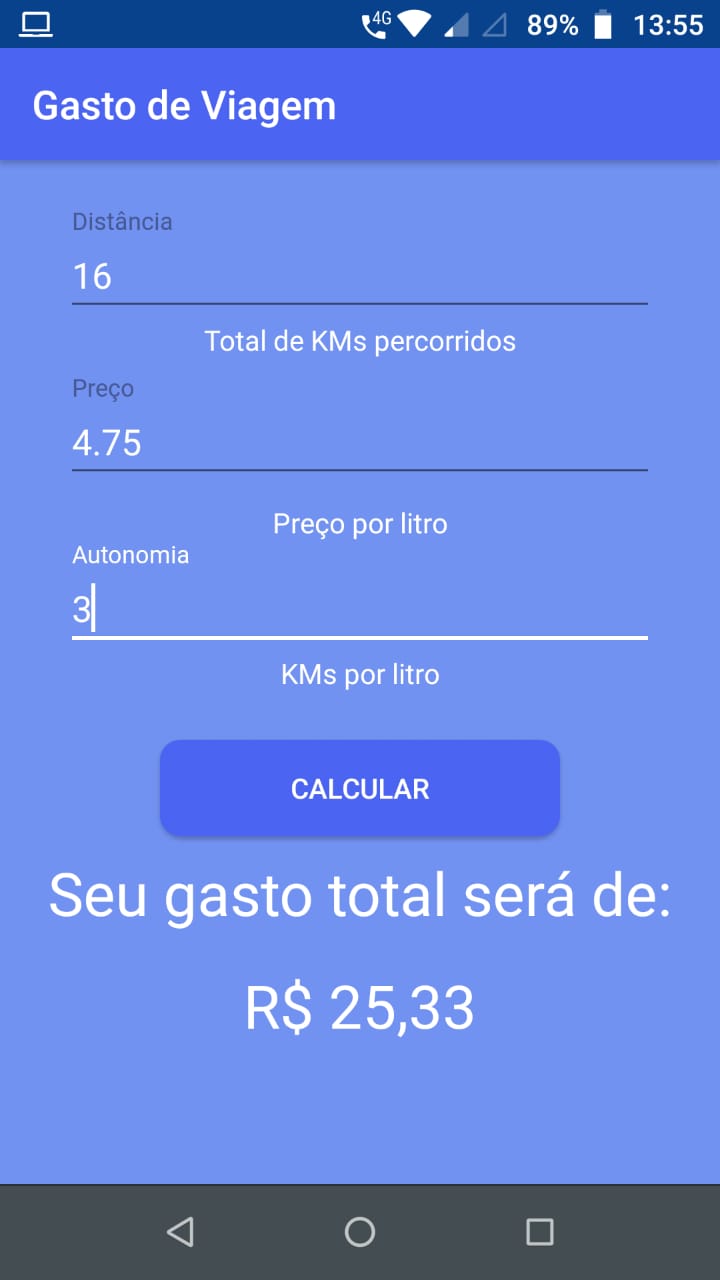 4G 89% 13:55
Gasto de Viagem
Distância
16
Total de KMs percorridos
Preço
4.75
Preço por litro
Autonomia
3
KMs por litro
CALCULAR
Seu gasto total será de:
R$ 25,33